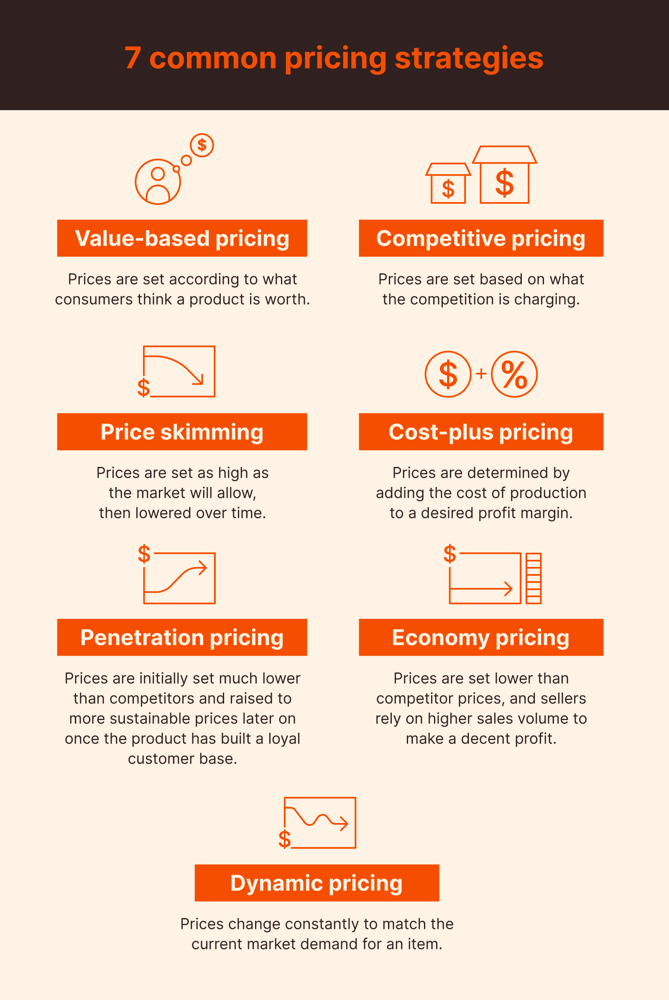 7 common pricing strategies
$
$
$
Value-based pricing
Competitive pricing
Prices are set according to what
consumers think a product is worth.
Prices are set based on what
the competition is charging.
$
$ + %
Price skimming
Cost-plus pricing
Prices are set as high as
the market will allow,
then lowered over time.
Prices are determined by
adding the cost of production
to a desired profit margin.
$
$
Penetration pricing
Economy pricing
Prices are initially set much lower
than competitors and raised to
more sustainable prices later on
once the product has built a loyal
customer base.
Prices are set lower than
competitor prices, and sellers
rely on higher sales volume to
make a decent profit.
$
Dynamic pricing
Prices change constantly to match the
current market demand for an item.